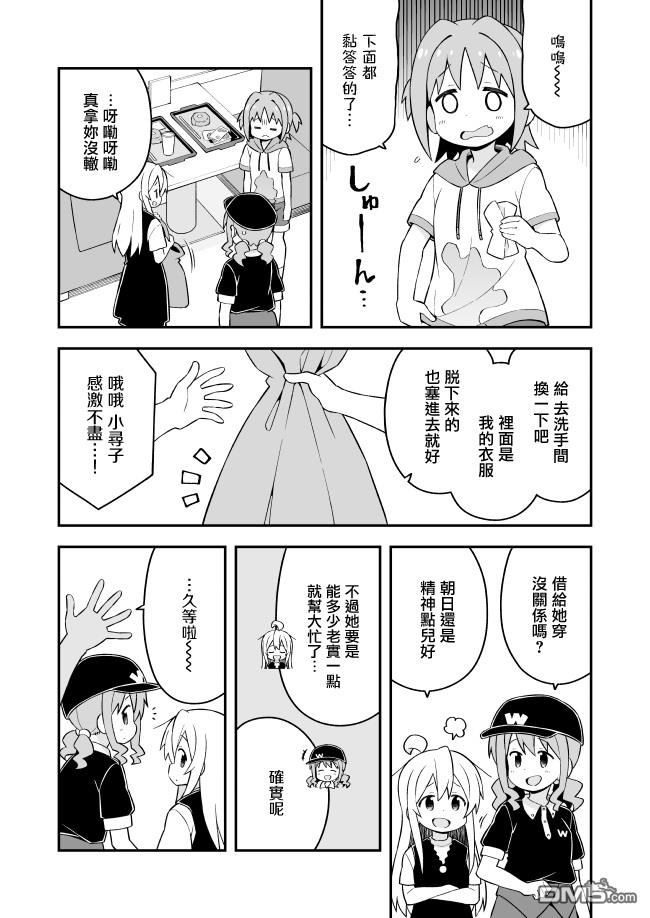 嗚嗚
~~~
下面都
黏答答
的了…
しゅーん…
…呀嘞呀嘞
真拿妳沒轍
給 去洗手間
換一下吧
裡面是
我的衣服
脫下來的
也塞進去就好
哦哦 小尋子
感激不盡…!
借給她穿
沒關係嗎?
朝日還是
精神點兒好
不過她要是
能多少老實一點
就幫大忙了…
確實呢
…久等啦~~~
W
W
W
W
DM5.com